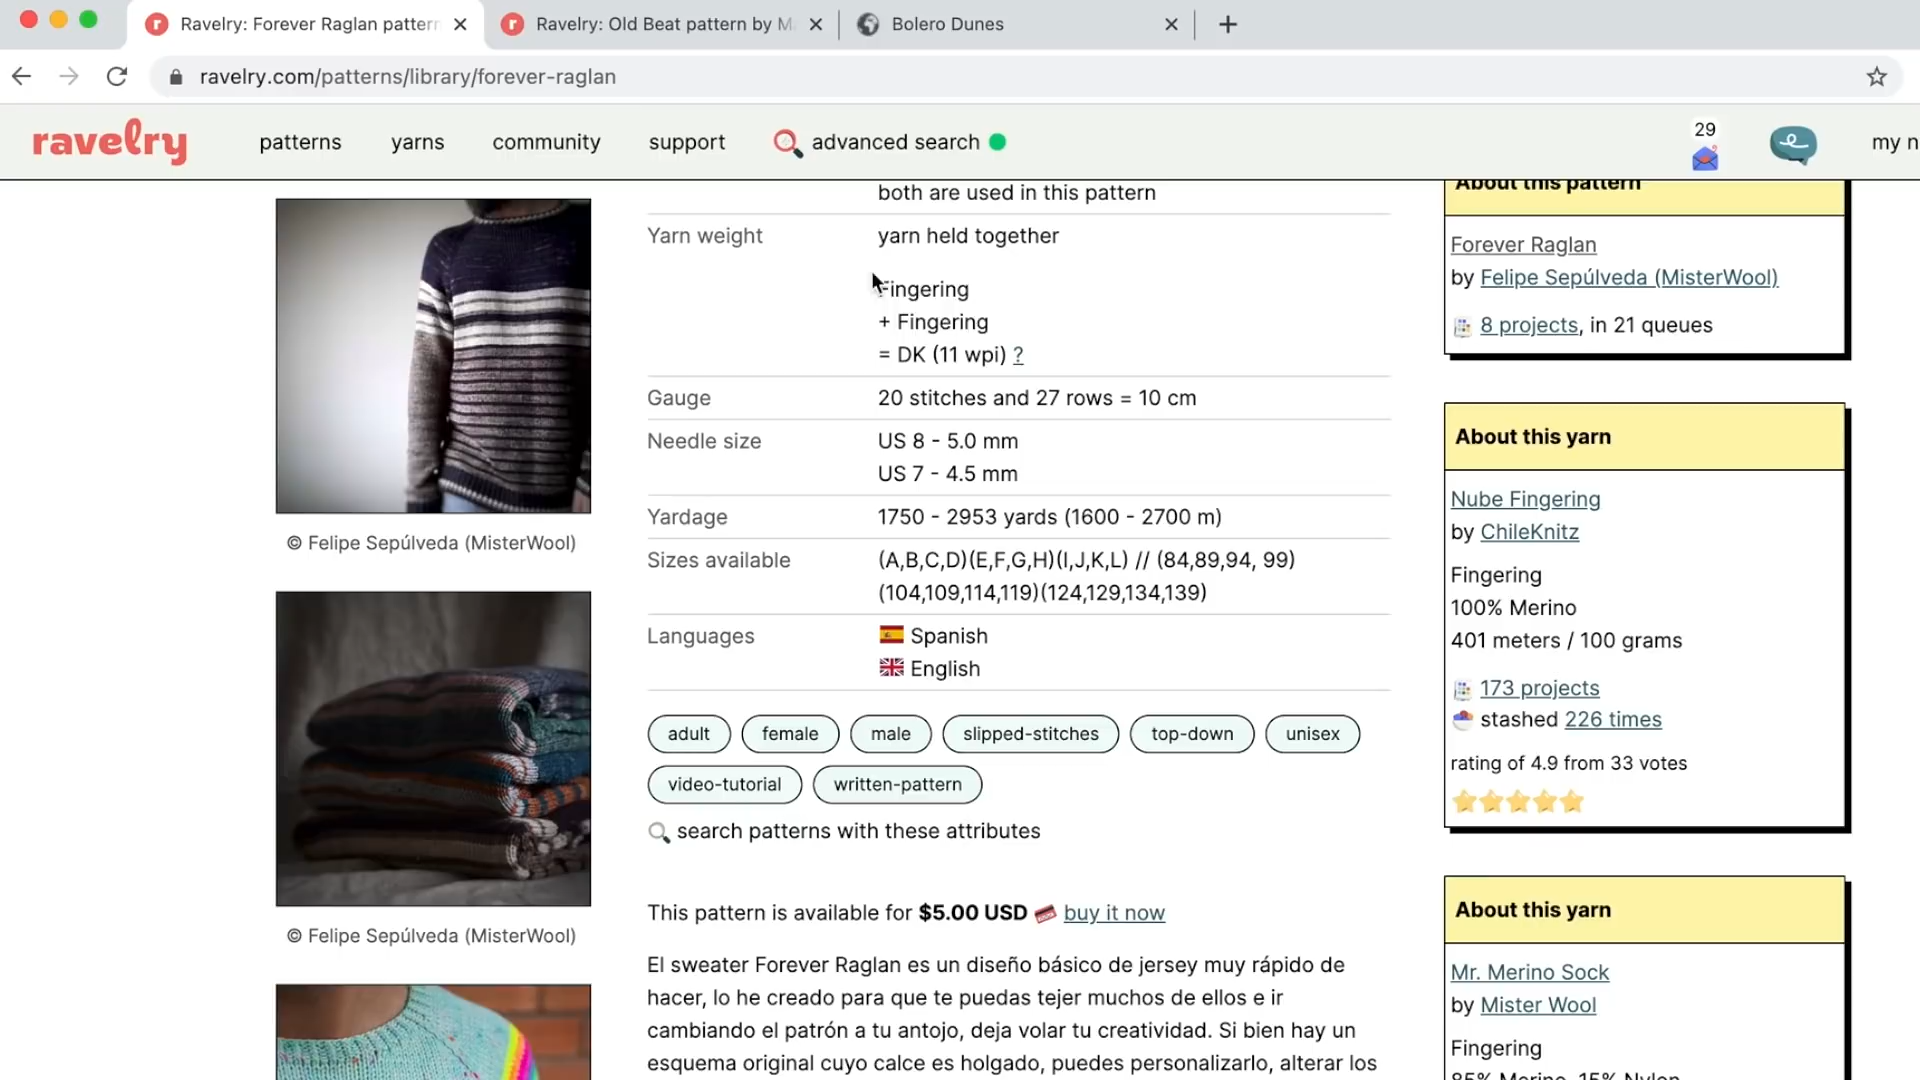 Ravelry: Forever Raglan pattern
Ravelry: Old Beat pattern by M
Bolero Dunes
ravelry.com/patterns/library/forever-raglan
ravelry
patterns
yarns
community
support
advanced search
29
my n
both are used in this pattern
Yarn weight
yarn held together
Fingering
+ Fingering
= DK (11 wpi) ?
Gauge
20 stitches and 27 rows = 10 cm
Needle size
US 8 - 5.0 mm
US 7 - 4.5 mm
Yardage
1750 - 2953 yards (1600 - 2700 m)
Sizes available
(A,B,C,D)(E,F,G,H)(I,J,K,L) // (84,89,94, 99)
(104,109,114,119)(124,129,134,139)
Languages
Spanish
English
adult
female
male
slipped-stitches
top-down
unisex
video-tutorial
written-pattern
search patterns with these attributes
This pattern is available for $5.00 USD buy it now
El sweater Forever Raglan es un diseño básico de jersey muy rápido de
hacer, lo he creado para que te puedas tejer muchos de ellos e ir
cambiando el patrón a tu antojo, deja volar tu creatividad. Si bien hay un
esquema original cuyo calce es holgado, puedes personalizarlo, alterar los
© Felipe Sepúlveda (MisterWool)
© Felipe Sepúlveda (MisterWool)
About this pattern
Forever Raglan
by Felipe Sepúlveda (MisterWool)
8 projects, in 21 queues
About this yarn
Nube Fingering
by ChileKnitz
Fingering
100% Merino
401 meters / 100 grams
173 projects
stashed 226 times
rating of 4.9 from 33 votes
About this yarn
Mr. Merino Sock
by Mister Wool
Fingering
85% Merino, 15% Nylon